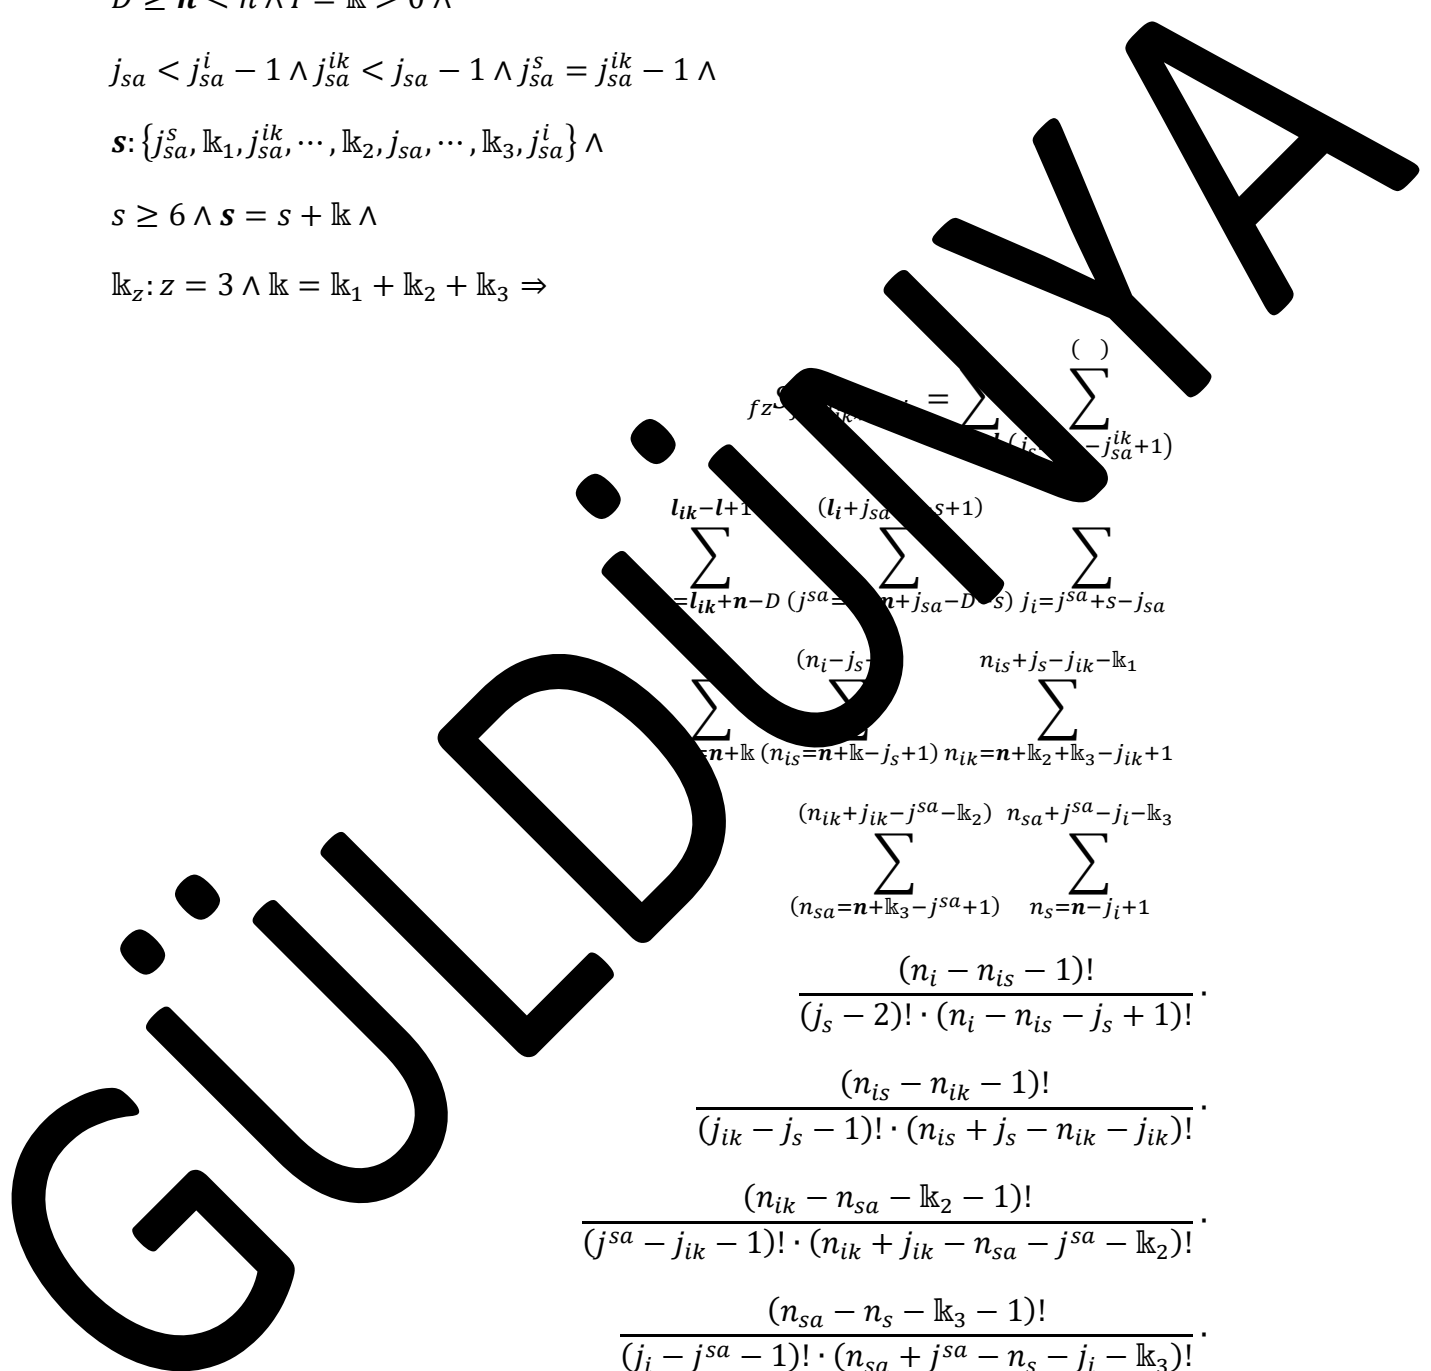 j_{sa} < j_{sa}^{i} − 1 ∧ j_{sa}^{ik} < j_{sa} − 1 ∧ j_{sa}^{s} = j_{sa}^{ik} − 1 ∧
s: {j_{sa}^{s}, 𝕜_1, j_{sa}^{ik}, ⋯ , 𝕜_2, j_{sa}, ⋯ , 𝕜_3, j_{sa}^{i}} ∧
s ≥ 6 ∧ s = s + 𝕜 ∧
𝕜_z: z = 3 ∧ 𝕜 = 𝕜_1 + 𝕜_2 + 𝕜_3 ⇒
( )
fz = ∑ ∑
−j_{sa}^{ik}+1)
l_{ik}−l+1 (l_i+j_{sa} s+1)
∑ ∑ ∑
=l_{ik}+n−D (j^{sa}= n+j_{sa}−D s) j_i=j^{sa}+s−j_{sa}
(n_i−j_s n_{is}+j_s−j_{ik}−𝕜_1
∑ ∑ ∑
=n+𝕜 (n_{is}=n+𝕜−j_s+1) n_{ik}=n+𝕜_2+𝕜_3−j_{ik}+1
(n_{ik}+j_{ik}−j^{sa}−𝕜_2) n_{sa}+j^{sa}−j_i−𝕜_3
∑ ∑
(n_{sa}=n+𝕜_3−j^{sa}+1) n_s=n−j_i+1
(n_i − n_{is} − 1)!
(j_s − 2)! · (n_i − n_{is} − j_s + 1)! ·
(n_{is} − n_{ik} − 1)!
(j_{ik} − j_s − 1)! · (n_{is} + j_s − n_{ik} − j_{ik})! ·
(n_{ik} − n_{sa} − 𝕜_2 − 1)!
(j^{sa} − j_{ik} − 1)! · (n_{ik} + j_{ik} − n_{sa} − j^{sa} − 𝕜_2)! ·
(n_{sa} − n_s − 𝕜_3 − 1)!
(j_i − j^{sa} − 1)! · (n_{sa} + j^{sa} − n_s − j_i − 𝕜_3)! ·
GÜLDÜNYA